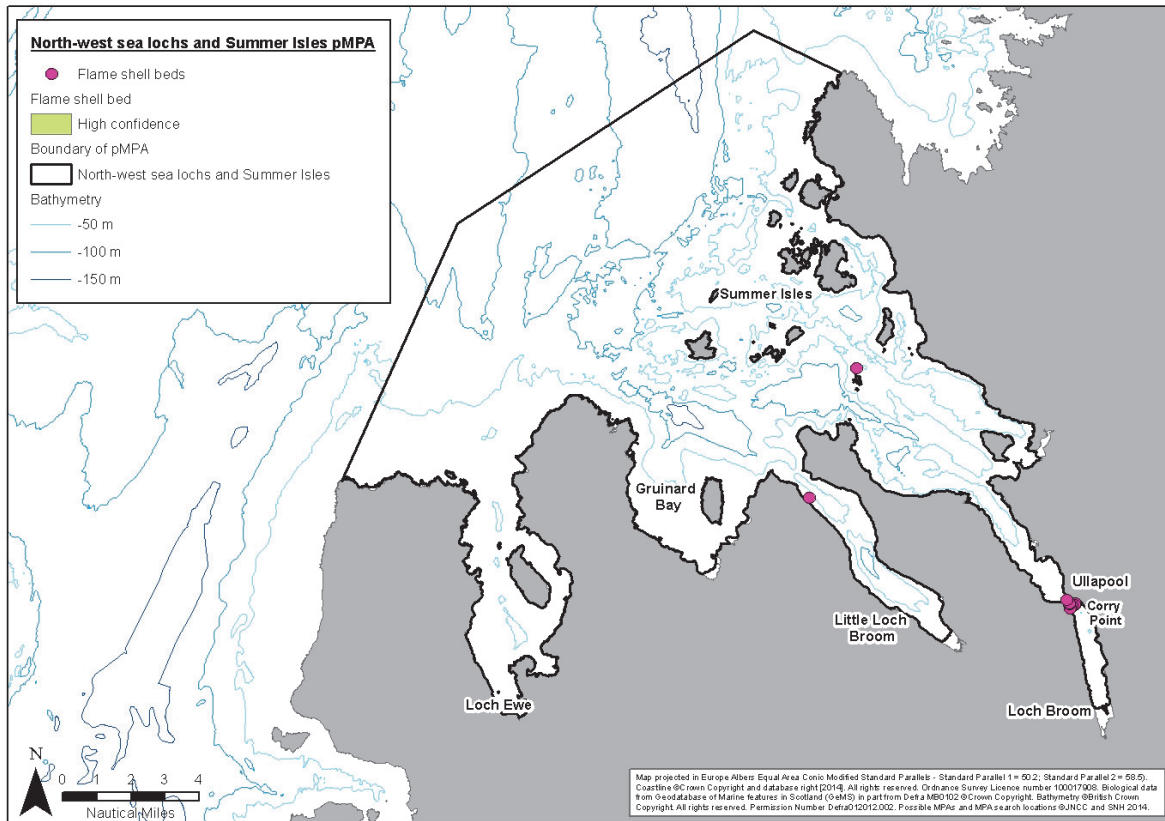 North-west sea lochs and Summer Isles pMPA
Flame shell beds
Flame shell bed
High confidence
Boundary of pMPA
North-west sea lochs and Summer Isles
Bathymetry
-50 m
-100 m
-150 m
Summer Isles
Gruinard
Bay
Ullapool
Corry
Point
Little Loch
Broom
Loch Ewe
Loch Broom
N
0 1 2 3 4
Nautical Miles
Map projected in Europe Albers Equal Area Conic Modified Standard Parallels - Standard Parallel 1 = 50.2; Standard Parallel 2 = 58.5).
Coastline ©Crown Copyright and database right [2014]. All rights reserved. Ordnance Survey Licence number 100017908. Biological data
from Geodatabase of Marine features in Scotland (GeMS) in part from Defra MB0102 ©Crown Copyright. Bathymetry ©British Crown
Copyright. All rights reserved. Permission Number Defra012012.002. Possible MPAs and MPA search locations ©JNCC and SNH 2014.